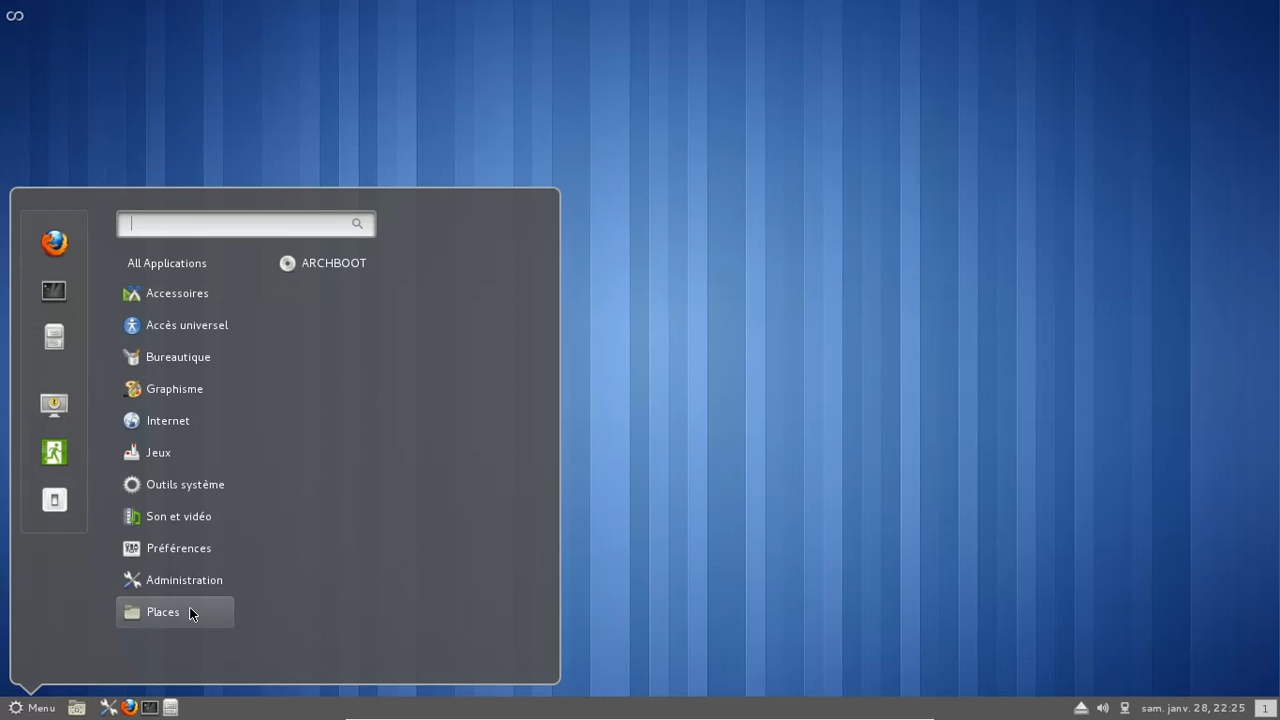 All Applications
ARCHBOOT
Accessoires
Accès universel
Bureautique
Graphisme
Internet
Jeux
Outils système
Son et vidéo
Préférences
Administration
Places
Menu
sam. janv. 28, 22:25
1